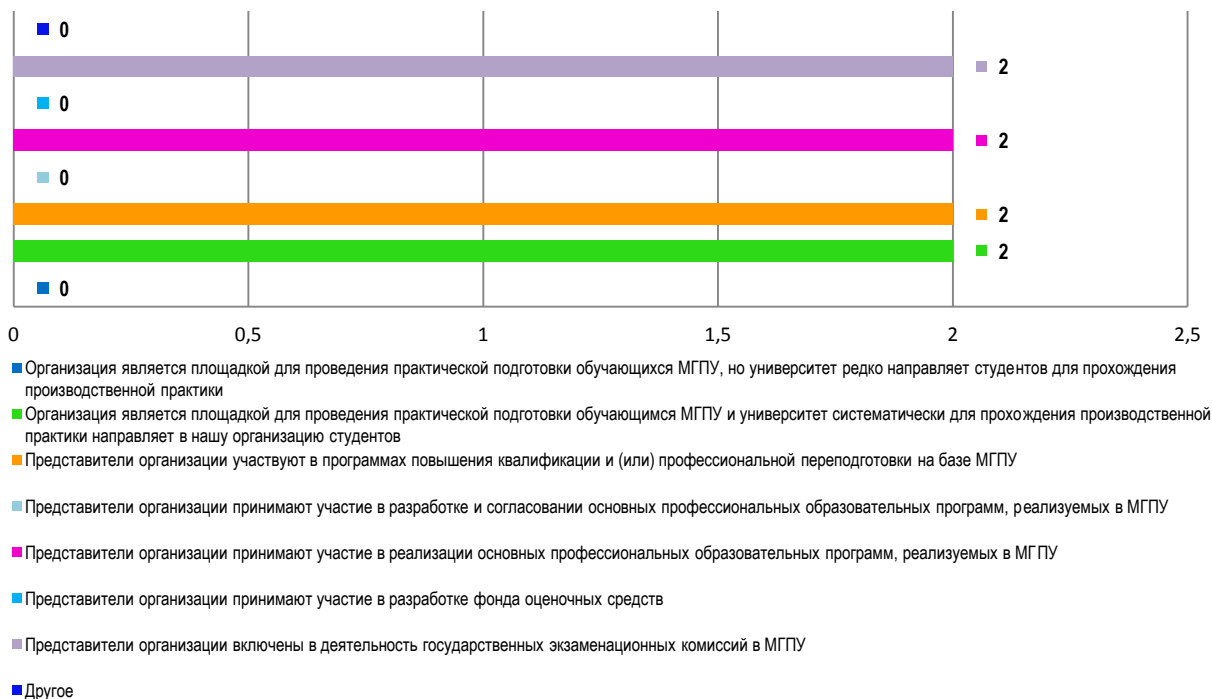 0
2
0
2
0
2
2
0
0 0,5 1 1,5 2 2,5
Организация является площадкой для проведения практической подготовки обучающихся МГПУ, но университет редко направляет студентов для прохождения
производственной практики
Организация является площадкой для проведения практической подготовки обучающимся МГПУ и университет систематически для прохождения производственной
практики направляет в нашу организацию студентов
Представители организации участвуют в программах повышения квалификации и (или) профессиональной переподготовки на базе МГПУ
Представители организации принимают участие в разработке и согласовании основных профессиональных образовательных программ, реализуемых в МГПУ
Представители организации принимают участие в реализации основных профессиональных образовательных программ, реализуемых в МГПУ
Представители организации принимают участие в разработке фонда оценочных средств
Представители организации включены в деятельность государственных экзаменационных комиссий в МГПУ
Другое